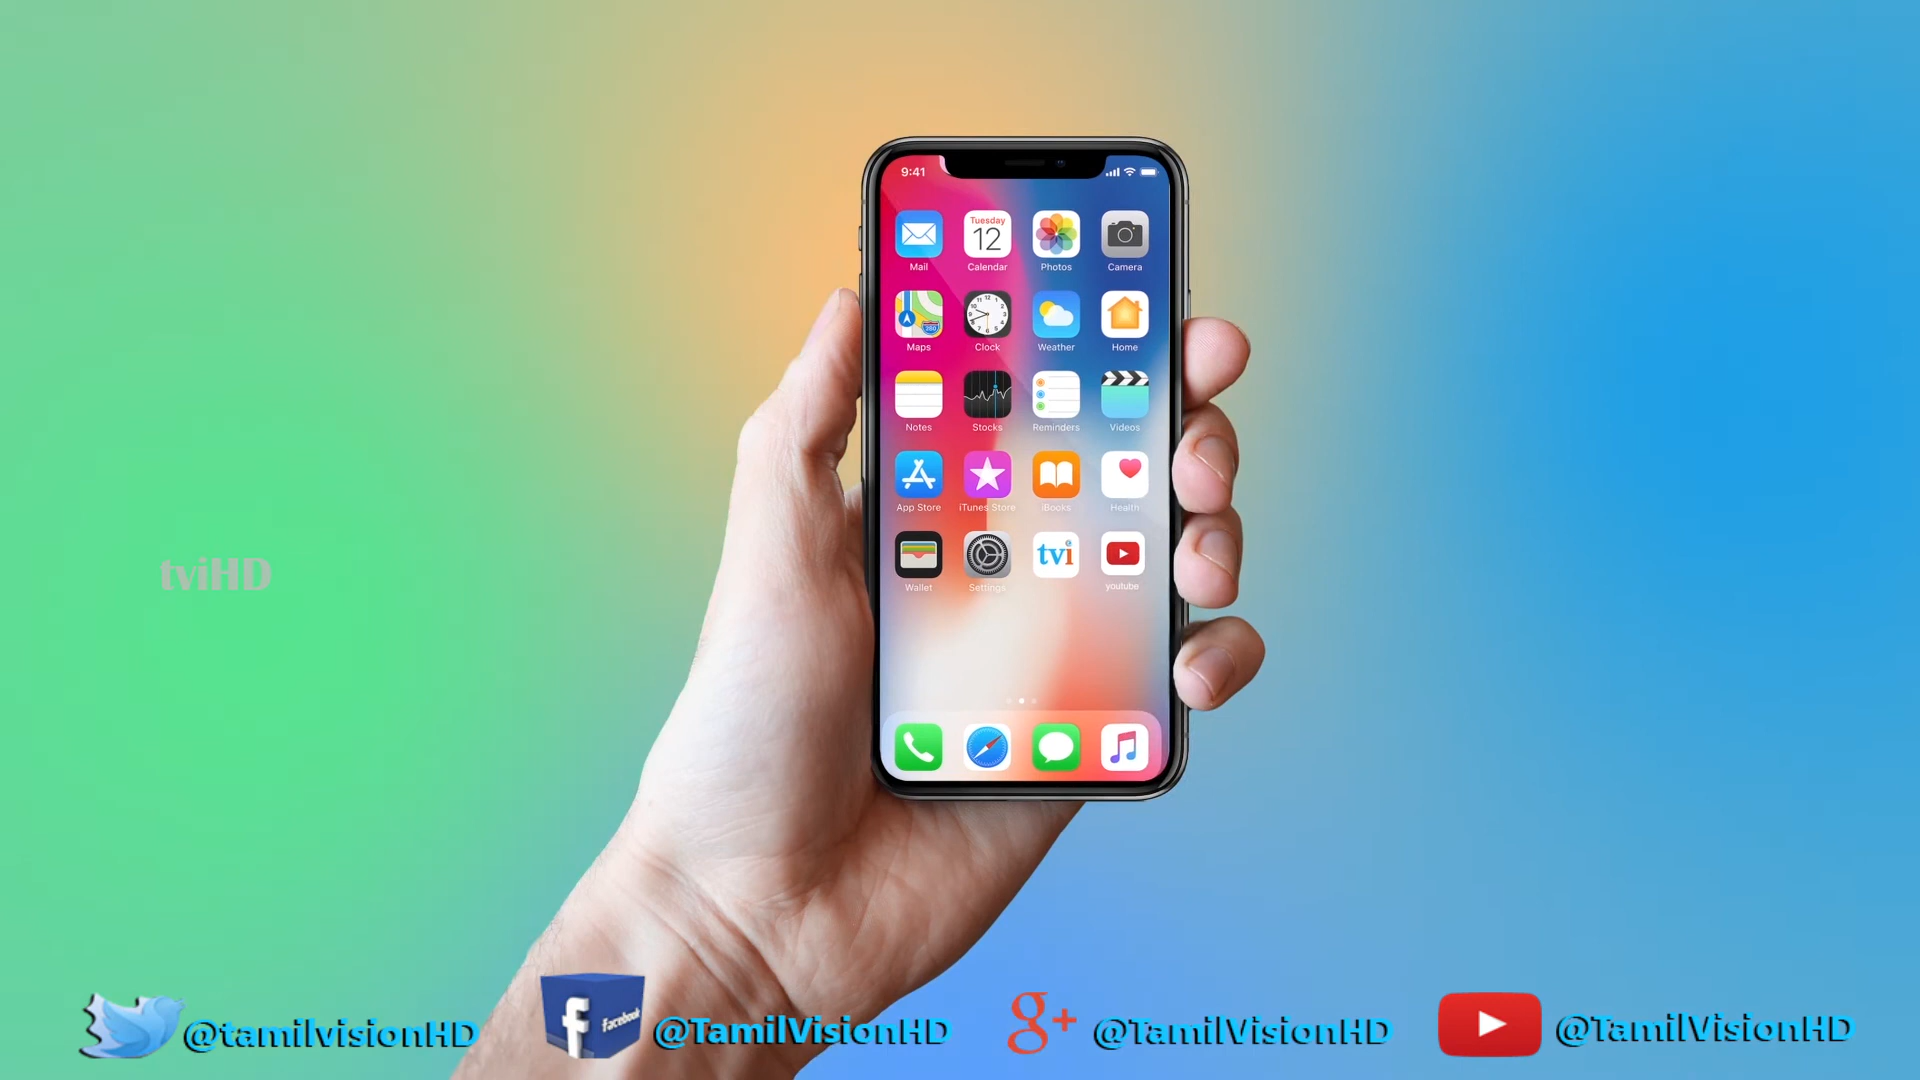 9:41
Tuesday
12
Mail
Calendar
Photos
Camera
Maps
Clock
Weather
Home
Notes
Stocks
Reminders
Videos
App Store
iTunes Store
iBooks
Health
tvi
Wallet
Settings
youtube
tviHD
@tamilvisionHD
f facebook
@TamilVisionHD
g+
@TamilVisionHD
@TamilVisionHD